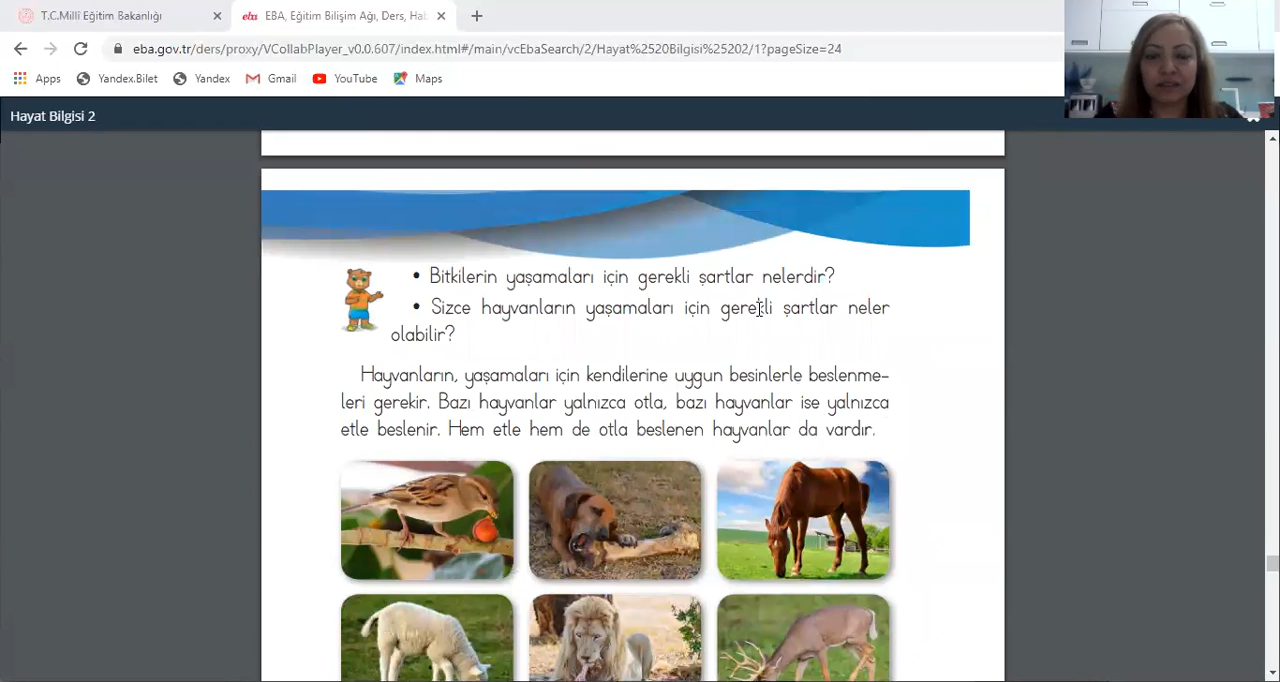 T.C.Millî Eğitim Bakanlığı
eba EBA, Eğitim Bilişim Ağı, Ders, Hab
eba.gov.tr/ders/proxy/VCollabPlayer_v0.0.607/index.html#/main/vcEbaSearch/2/Hayat%2520Bilgisi%25202/1?pageSize=24
Apps Yandex.Bilet Yandex Gmail YouTube Maps
Hayat Bilgisi 2
• Bitkilerin yaşamaları için gerekli şartlar nelerdir?
• Sizce hayvanların yaşamaları için gerekli şartlar neler
olabilir?
Hayvanların, yaşamaları için kendilerine uygun besinlerle beslenme-
leri gerekir. Bazı hayvanlar yalnızca otla, bazı hayvanlar ise yalnızca
etle beslenir. Hem etle hem de otla beslenen hayvanlar da vardır.